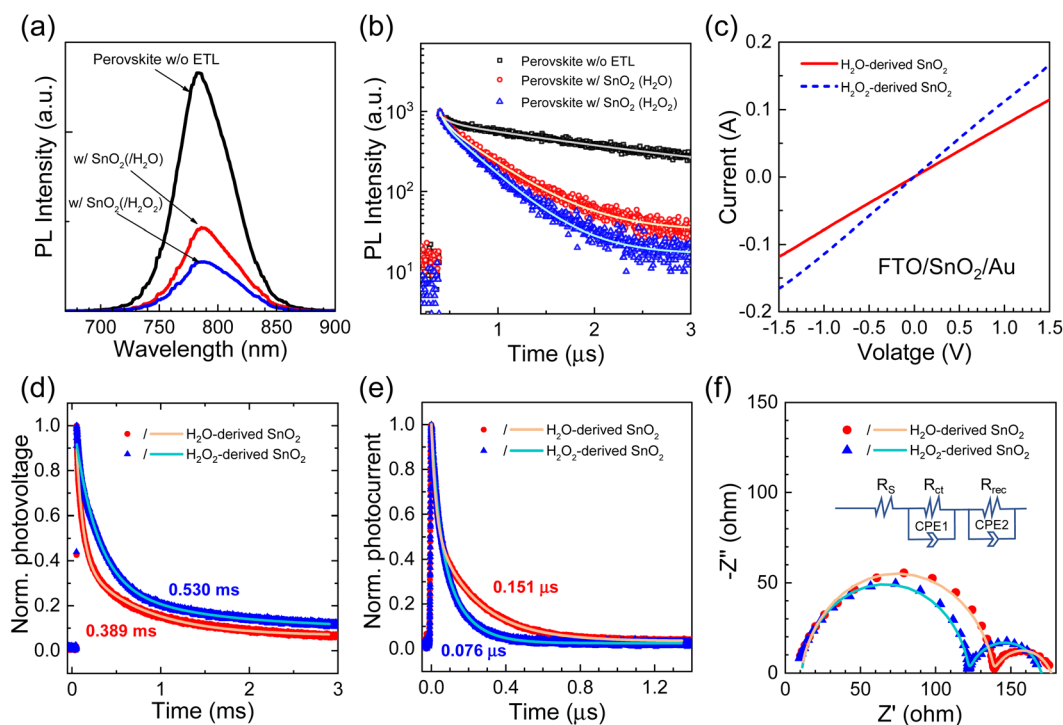 (a)
Perovskite w/o ETL
w/ SnO₂(/H₂O)
w/ SnO₂(/H₂O₂)
PL Intensity (a.u.)
700 750 800 850 900
Wavelength (nm)
(b)
Perovskite w/o ETL
Perovskite w/ SnO₂ (H₂O)
Perovskite w/ SnO₂ (H₂O₂)
PL Intensity (a.u.)
10³
10²
10¹
1 2 3
Time (μs)
(c)
H₂O-derived SnO₂
H₂O₂-derived SnO₂
Current (A)
0.2
0.1
0.0
-0.1
-0.2
FTO/SnO₂/Au
-1.5 -1.0 -0.5 0.0 0.5 1.0 1.5
Volatge (V)
(d)
/ H₂O-derived SnO₂
/ H₂O₂-derived SnO₂
Norm. photovoltage
1.0
0.8
0.6
0.4
0.2
0.0
0.530 ms
0.389 ms
0 1 2 3
Time (ms)
(e)
/ H₂O-derived SnO₂
/ H₂O₂-derived SnO₂
Norm. photocurrent
1.0
0.8
0.6
0.4
0.2
0.0
0.151 μs
0.076 μs
0.0 0.4 0.8 1.2
Time (μs)
(f)
/ H₂O-derived SnO₂
/ H₂O₂-derived SnO₂
R_S R_ct R_rec
CPE1 CPE2
-Z'' (ohm)
150
100
50
0
0 50 100 150
Z' (ohm)